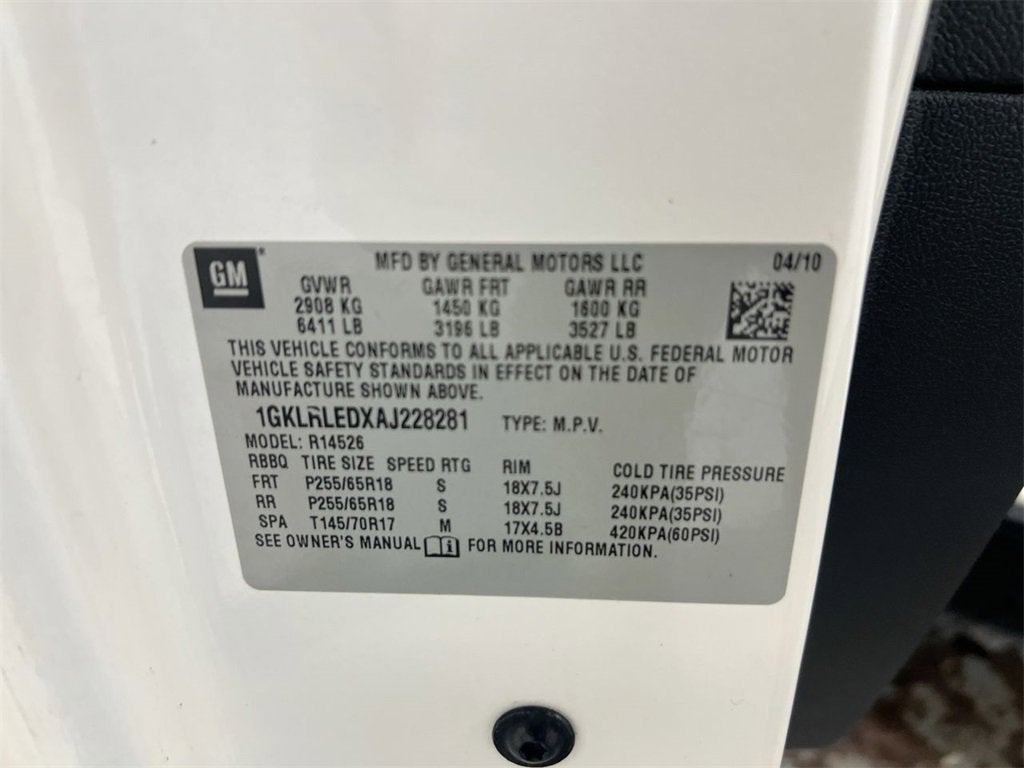 GM
MFD BY GENERAL MOTORS LLC 04/10
GVWR GAWR FRT GAWR RR
2908 KG 1450 KG 1600 KG
6411 LB 3196 LB 3527 LB
THIS VEHICLE CONFORMS TO ALL APPLICABLE U.S. FEDERAL MOTOR
VEHICLE SAFETY STANDARDS IN EFFECT ON THE DATE OF
MANUFACTURE SHOWN ABOVE.
1GKLRLEDXAJ228281 TYPE: M.P.V.
MODEL: R14526
RBBQ TIRE SIZE SPEED RTG RIM COLD TIRE PRESSURE
FRT P255/65R18 S 18X7.5J 240KPA(35PSI)
RR P255/65R18 S 18X7.5J 240KPA(35PSI)
SPA T145/70R17 M 17X4.5B 420KPA(60PSI)
SEE OWNER'S MANUAL i FOR MORE INFORMATION.